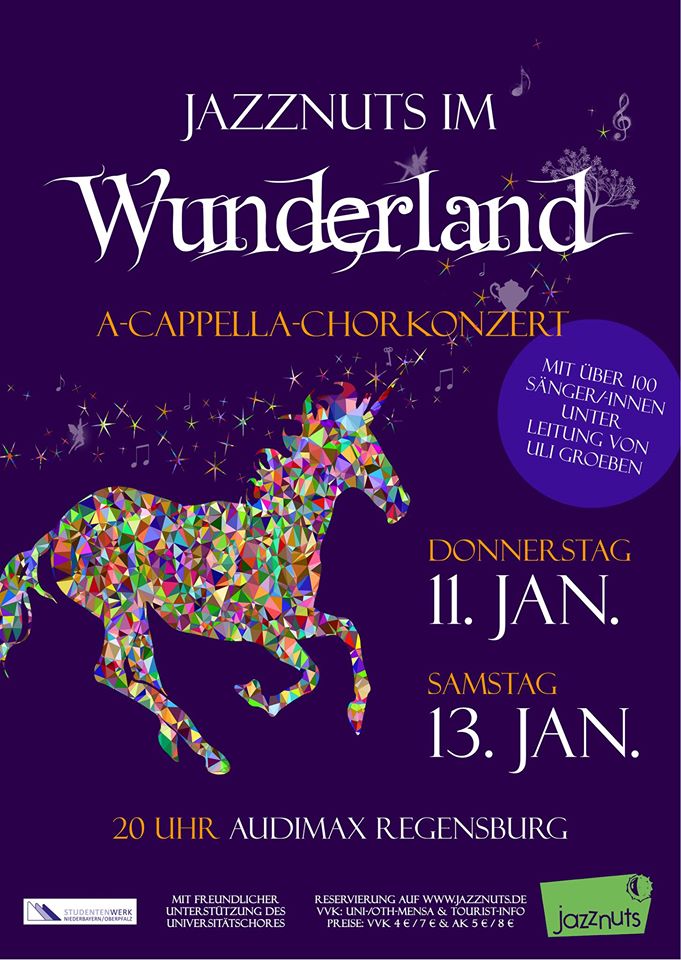 JAZZNUTS IM
Wunderland
A-CAPPELLA-CHORKONZERT
MIT ÜBER 100
SÄNGER/-INNEN
UNTER
LEITUNG VON
ULI GROEBEN
DONNERSTAG
11. JAN.
SAMSTAG
13. JAN.
20 UHR AUDIMAX REGENSBURG
STUDENTENWERK
NIEDERBAYERN/OBERPFALZ
MIT FREUNDLICHER
UNTERSTÜTZUNG DES
UNIVERSITÄTSCHORES
RESERVIERUNG AUF WWW.JAZZNUTS.DE
VVK: UNI-/OTH-MENSA & TOURIST-INFO
PREISE: VVK 4 € / 7 € & AK 5 € / 8 €
jazznuts